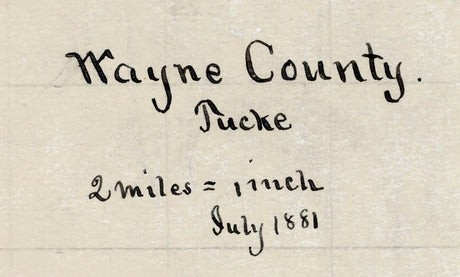 Wayne County.
Tucke
2 miles = 1 inch
July 1881